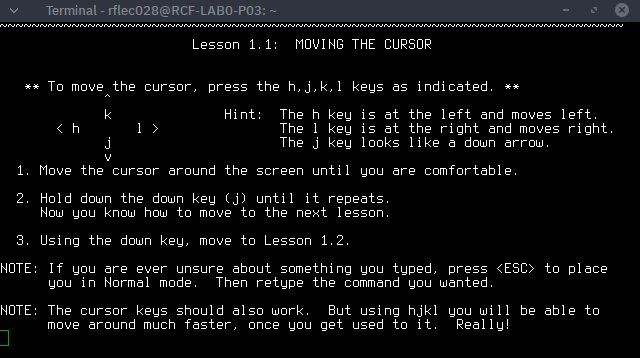 Terminal - rflec028@RCF-LAB0-P03: ~
~~~~~~~~~~~~~~~~~~~~~~~~~~~~~~~~~~~~~~~~~~~~~~~~~~~~~~~~~~~~~~~~~~~~~~~~~~~~~~~~
Lesson 1.1:  MOVING THE CURSOR
** To move the cursor, press the h,j,k,l keys as indicated. **
^
k              Hint:  The h key is at the left and moves left.
< h       l >               The l key is at the right and moves right.
j                     The j key looks like a down arrow.
v
1. Move the cursor around the screen until you are comfortable.
2. Hold down the down key (j) until it repeats.
Now you know how to move to the next lesson.
3. Using the down key, move to Lesson 1.2.
NOTE: If you are ever unsure about something you typed, press <ESC> to place
you in Normal mode.  Then retype the command you wanted.
NOTE: The cursor keys should also work.  But using hjkl you will be able to
move around much faster, once you get used to it.  Really!